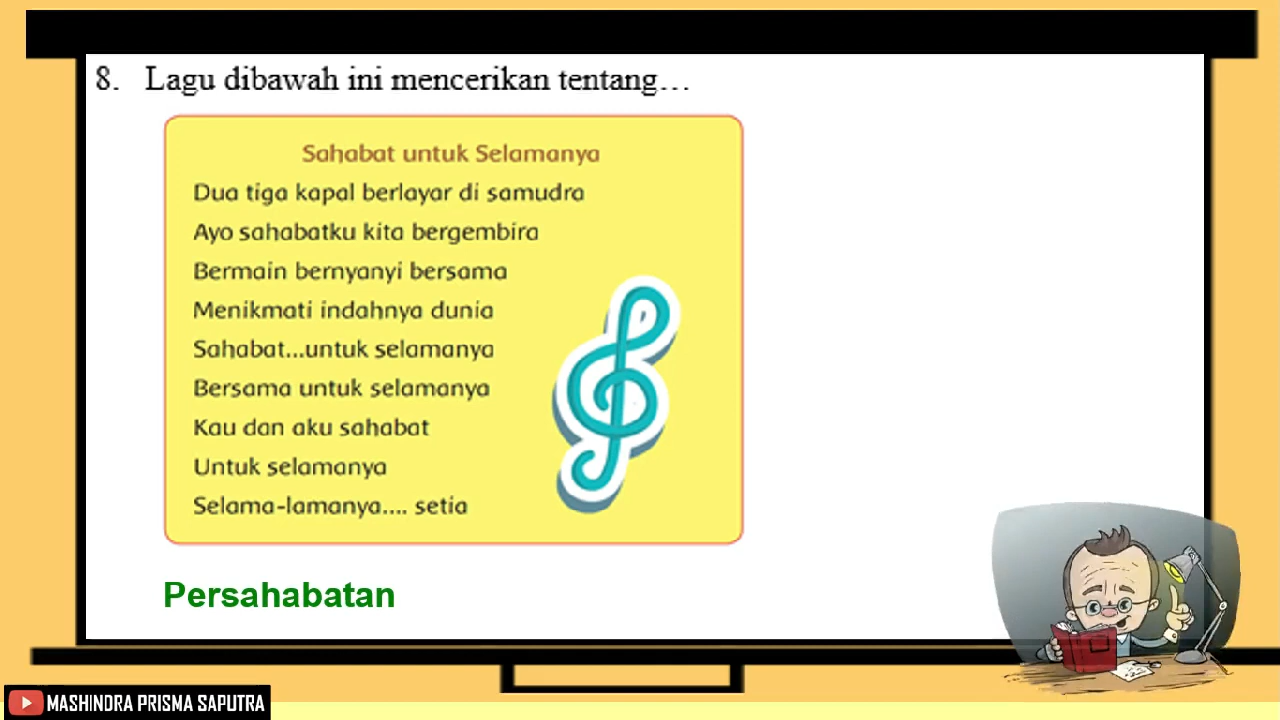 8. Lagu dibawah ini mencerikan tentang...
Sahabat untuk Selamanya
Dua tiga kapal berlayar di samudra
Ayo sahabatku kita bergembira
Bermain bernyanyi bersama
Menikmati indahnya dunia
Sahabat...untuk selamanya
Bersama untuk selamanya
Kau dan aku sahabat
Untuk selamanya
Selama-lamanya.... setia
Persahabatan
MASHINDRA PRISMA SAPUTRA